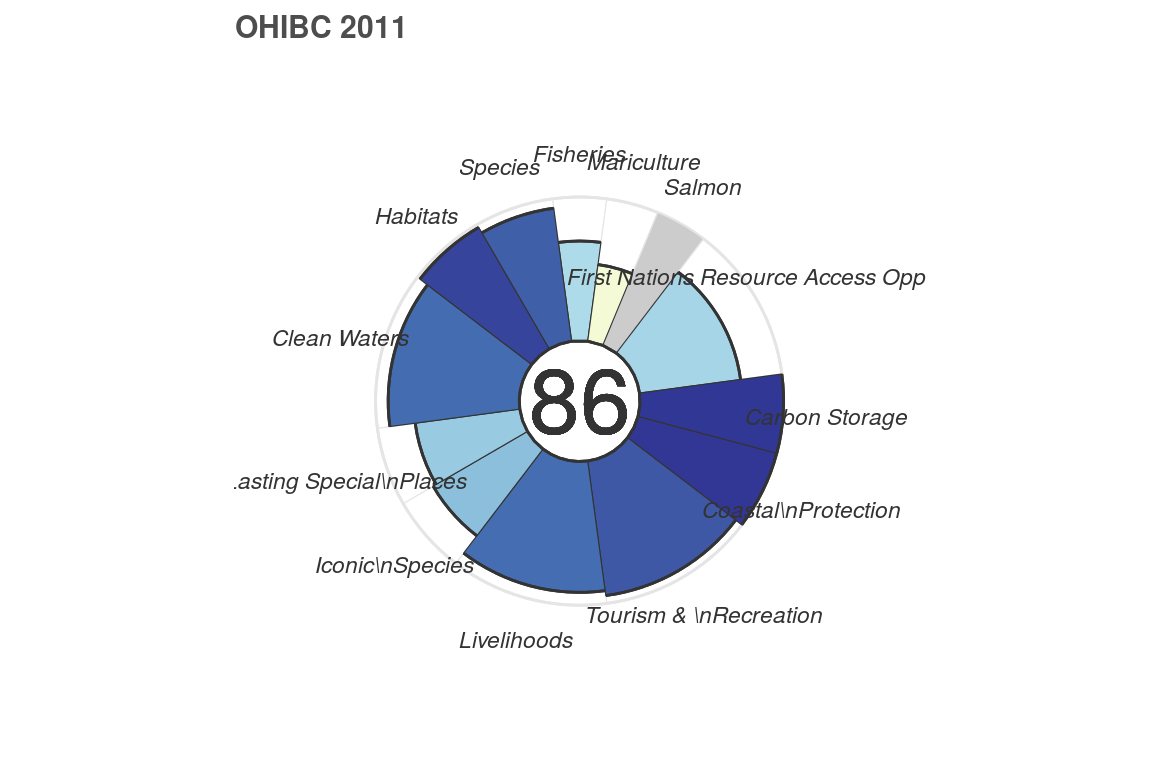 OHIBC 2011
Fisheries
Mariculture
Species
Salmon
Habitats
First Nations Resource Access Opp
Clean Waters
86
Carbon Storage
.asting Special\nPlaces
Coastal\nProtection
Iconic\nSpecies
Tourism & \nRecreation
Livelihoods